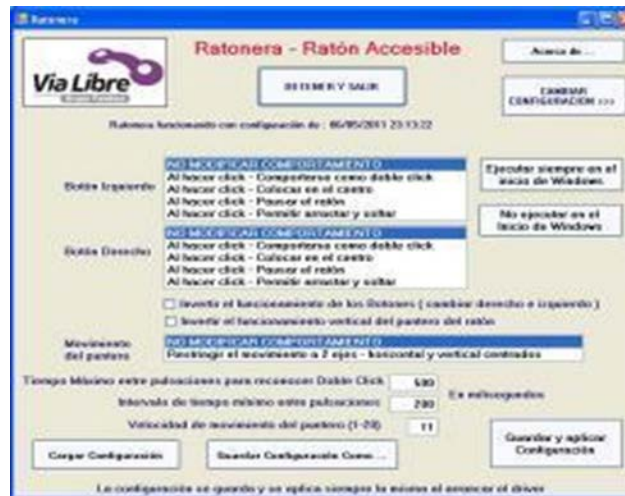 Ratonera
Via Libre
Ratonera - Ratón Accesible
DETENER Y SALIR
Acerca de ...
CAMBIAR
CONFIGURACION >>>
Ratonera funcionando con configuración de : 06/05/2011 23:13:22
Botón Izquierdo
NO MODIFICAR COMPORTAMIENTO
Al hacer click - Comportarse como doble click
Al hacer click - Colocar en el centro
Al hacer click - Pausar el ratón
Al hacer click - Permitir arrastar y soltar
Ejecutar siempre en el
inicio de Windows
Botón Derecho
NO MODIFICAR COMPORTAMIENTO
Al hacer click - Comportarse como doble click
Al hacer click - Colocar en el centro
Al hacer click - Pausar el ratón
Al hacer click - Permitir arrastar y soltar
No ejecutar en el
Inicio de Windows
Invertir el funcionamiento de los Botones ( cambiar derecho e izquierdo )
Invertir el funcionamiento vertical del puntero del ratón
Movimiento
del puntero
NO MODIFICAR COMPORTAMIENTO
Restringir el movimiento a 2 ejes - horizontal y vertical centrados
Tiempo Máximo entre pulsaciones para reconocer Doble Click 500
Intervalo de tiempo mínimo entre pulsaciones 200
En milisegundos
Velocidad de movimiento del puntero (1-20) 11
Cargar Configuración
Guardar Configuración Como ...
Guardar y aplicar
Configuración
La configuración se guarda y se aplica siempre la misma al arrancar el driver